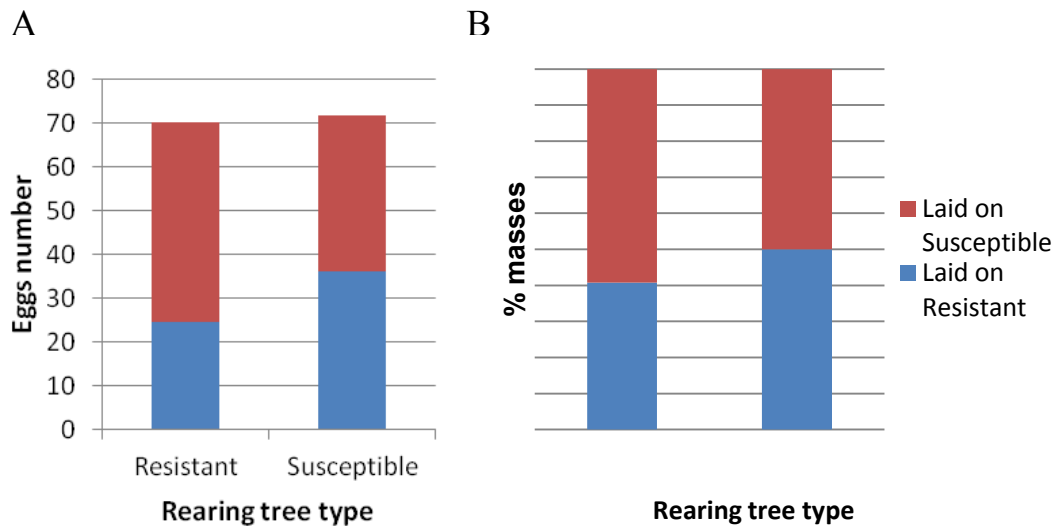 A
B
80
70
60
50
40
30
20
10
0
Eggs number
Resistant
Susceptible
Rearing tree type
% masses
Rearing tree type
Laid on
Susceptible
Laid on
Resistant